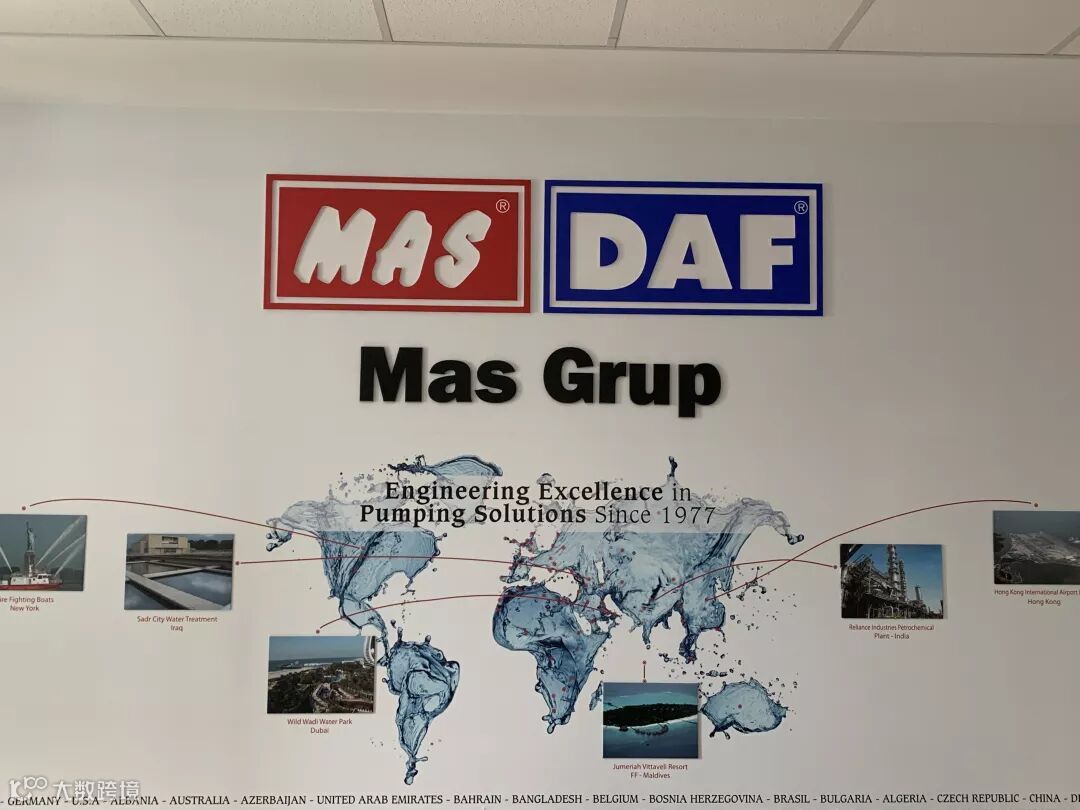 MAS®
DAF®
Mas Grup
Engineering Excellence in
Pumping Solutions Since 1977
ire Fighting Boats
New York
Sadr City Water Treatment
Iraq
Wild Wadi Water Park
Dubai
Jumeriah Vittaveli Resort
FF - Maldives
Reliance Industries Petrochemical
Plant - India
Hong Kong International Airport
Hong Kong
- GERMANY - U.S.A - ALBANIA - AUSTRALIA - AZERBAIJAN - UNITED ARAB EMIRATES - BAHRAIN - BANGLADESH - BELGIUM - BOSNIA HERZEGOVINA - BRASIL - BULGARIA - ALGERIA - CZECH REPUBLIC - CHINA - D
大数跨境